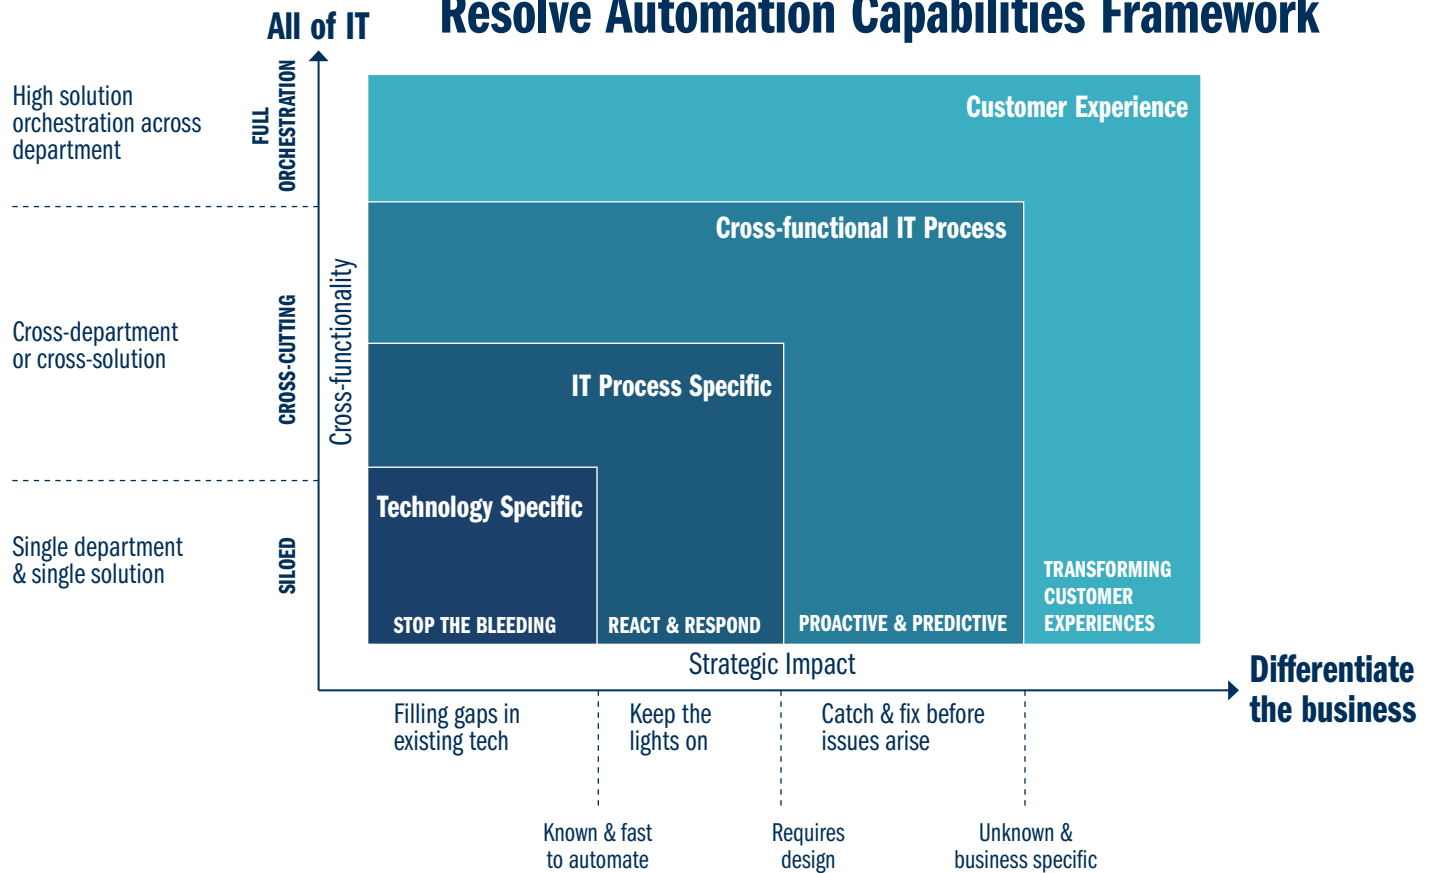 Resolve Automation Capabilities Framework
All of IT
High solution
orchestration across
department
FULL
ORCHESTRATION
Customer Experience
Cross-functional IT Process
Cross-department
or cross-solution
CROSS-CUTTING
Cross-functionality
IT Process Specific
Technology Specific
Single department
& single solution
SILOED
STOP THE BLEEDING
REACT & RESPOND
PROACTIVE & PREDICTIVE
TRANSFORMING
CUSTOMER
EXPERIENCES
Strategic Impact
Differentiate
the business
Filling gaps in
existing tech
Keep the
lights on
Catch & fix before
issues arise
Known & fast
to automate
Requires
design
Unknown &
business specific